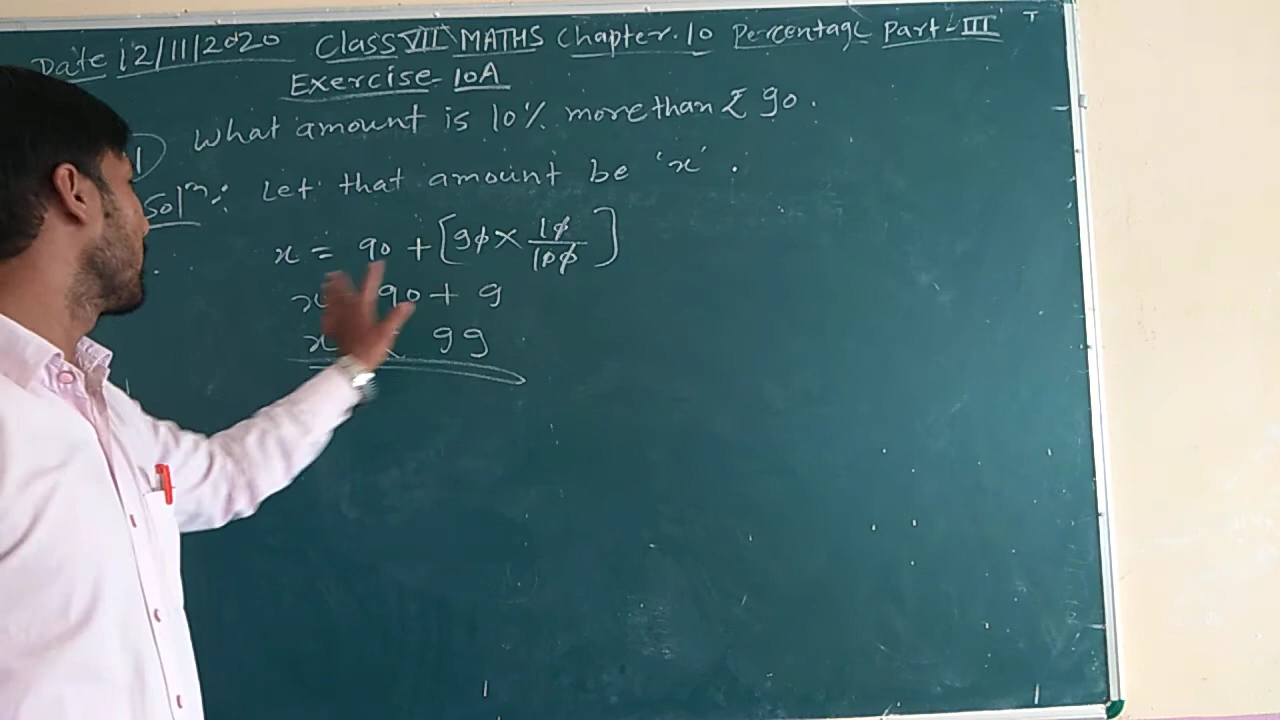 Date 12/11/2020 Class VII MATHS Chapter.10 Percentage Part-III
Exercise-10A
1) What amount is 10% more than ₹ 90.
Solⁿ:- Let that amount be 'x'.
x = 90 + [90 × 10/100]
x 90 + 9
x 99